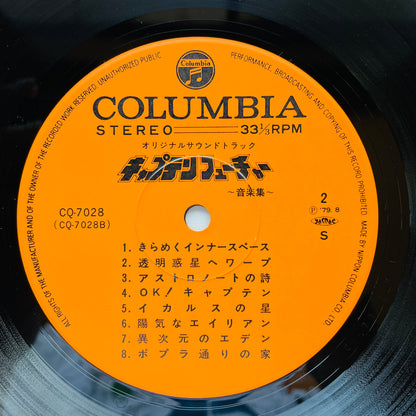 Columbia
COLUMBIA
STEREO 33⅓RPM
オリジナルサウンドトラック
キャプテンフューチャー
〜音楽集〜
CQ-7028
(CQ-7028B)
2
Ⓟ '79.8
S
1. きらめくインナースペース
2. 透明惑星へワープ
3. アストロノートの詩
4. OK!キャプテン
5. イカルスの星
6. 陽気なエイリアン
7. 異次元のエデン
8. ポプラ通りの家
ALL RIGHTS OF THE MANUFACTURER AND OF THE OWNER OF THE RECORDED WORK RESERVED. UNAUTHORIZED PUBLIC PERFORMANCE, BROADCASTING AND COPYING OF THIS RECORD PROHIBITED. MADE BY NIPPON COLUMBIA CO. LTD.